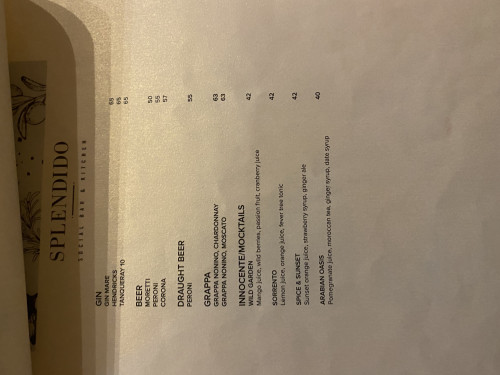 SPLENDIDO
SOCIAL BAR & KITCHEN
GIN
GIN MARE 65
HENDRICKS 65
TANQUERAY 10 65
BEER
MORETTI 50
PERONI 55
CORONA 57
DRAUGHT BEER
PERONI 55
GRAPPA
GRAPPA NONINO, CHARDONNAY 63
GRAPPA NONINO, MOSCATO 63
INNOCENTE/MOCKTAILS
WILD GARDEN 42
Mango juice, wild berries, passion fruit, cranberry juice
SORRENTO 42
Lemon juice, orange juice, fever tree tonic
SPICE & SUNSET 42
Sunset orange juice, strawberry syrup, ginger ale
ARABIAN OASIS 40
Pomegranate juice, moroccan tea, ginger syrup, date syrup